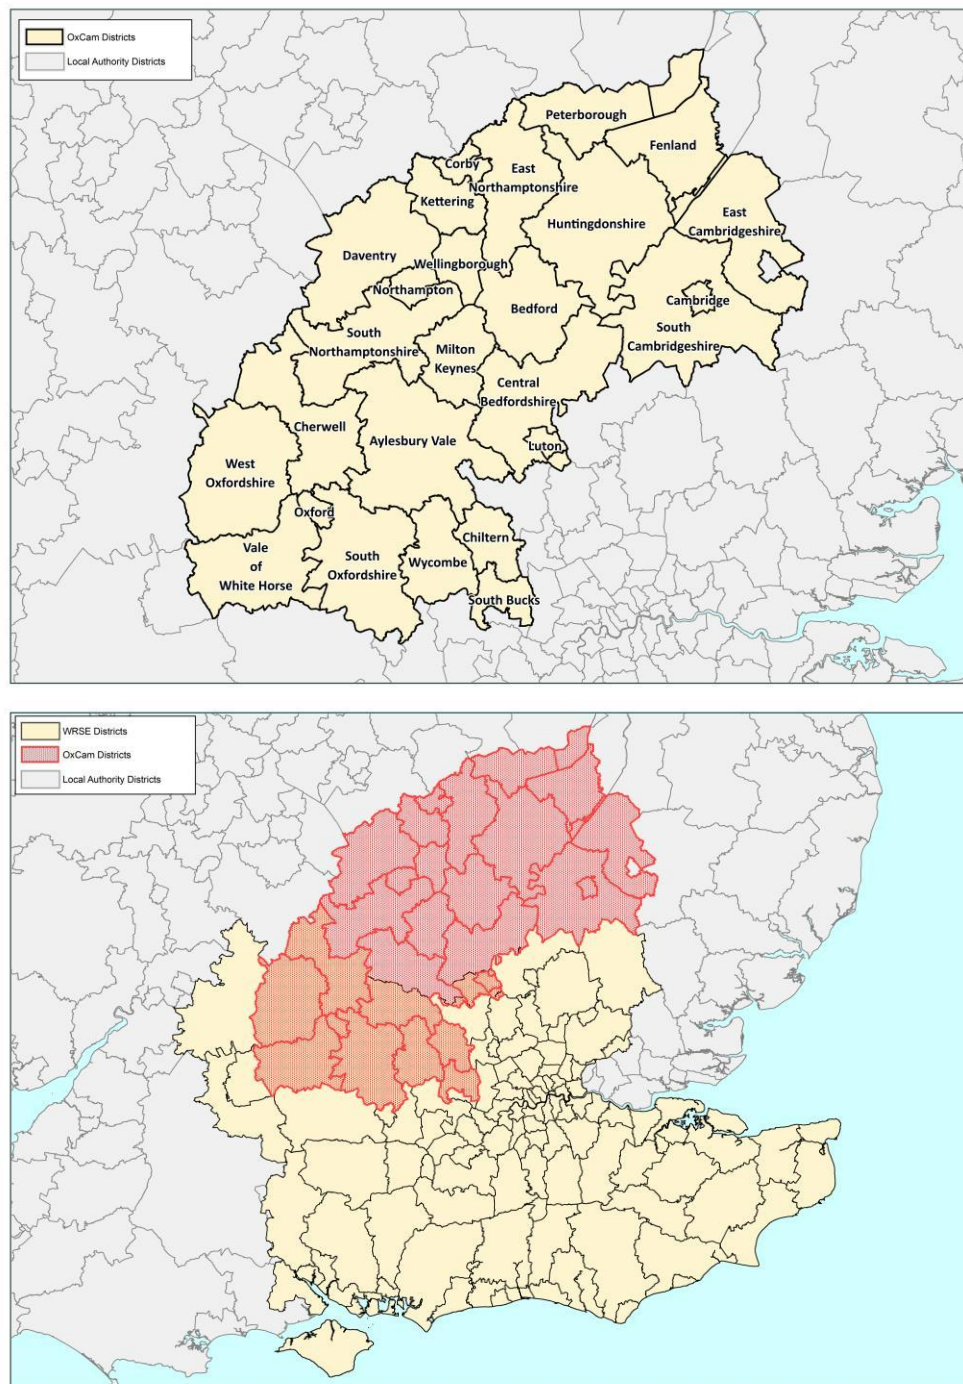 OxCam Districts
Local Authority Districts
Peterborough
Fenland
Corby
East
Northamptonshire
Kettering
Huntingdonshire
East
Cambridgeshire
Daventry
Wellingborough
Northampton
Cambridge
Bedford
South
Northamptonshire
South
Cambridgeshire
Milton
Keynes
Central
Bedfordshire
Cherwell
Aylesbury Vale
Luton
West
Oxfordshire
Oxford
Chiltern
Vale
of
White Horse
South
Oxfordshire
Wycombe
South Bucks
WRSE Districts
OxCam Districts
Local Authority Districts